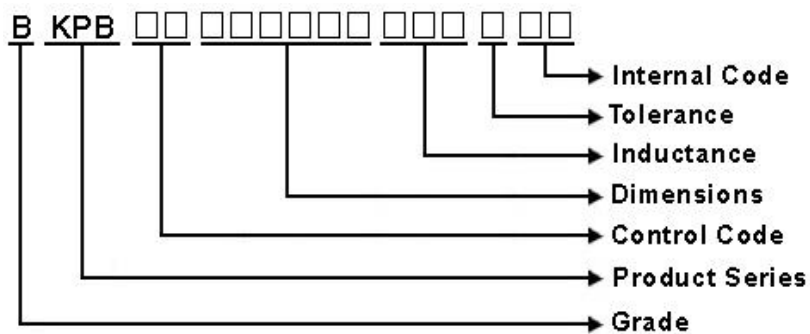 B KPB □□ □□□□□□ □□□ □ □□
Internal Code
Tolerance
Inductance
Dimensions
Control Code
Product Series
Grade